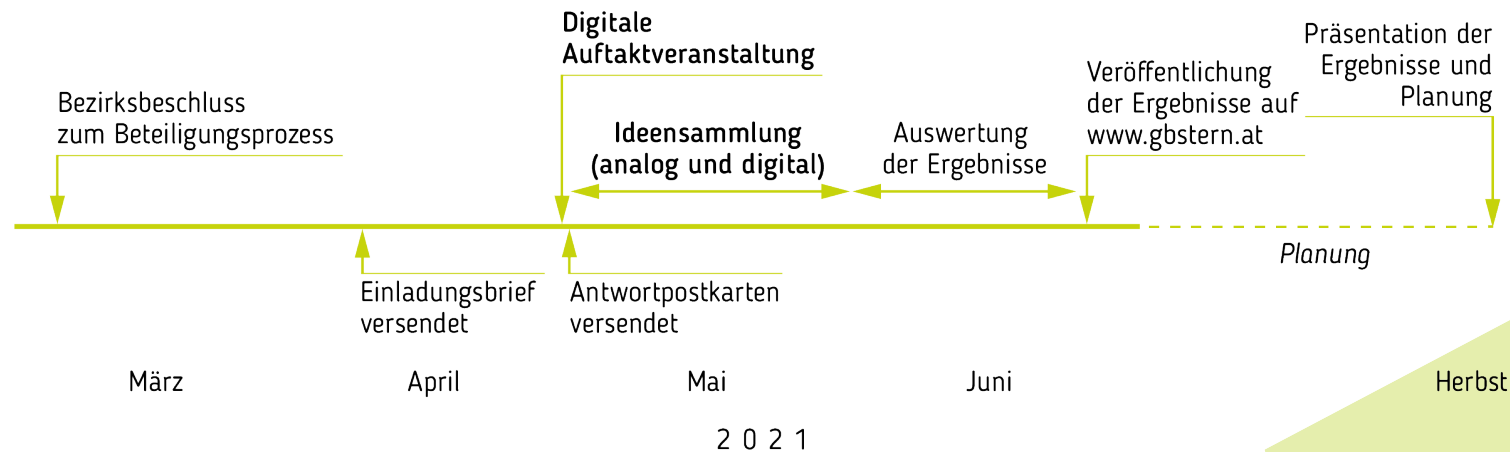 Bezirksbeschluss
zum Beteiligungsprozess
Einladungsbrief
versendet
Digitale
Auftaktveranstaltung
Antwortpostkarten
versendet
Ideensammlung
(analog und digital)
Auswertung
der Ergebnisse
Veröffentlichung
der Ergebnisse auf
www.gbstern.at
Präsentation der
Ergebnisse und
Planung
Planung
März
April
Mai
Juni
Herbst
2021